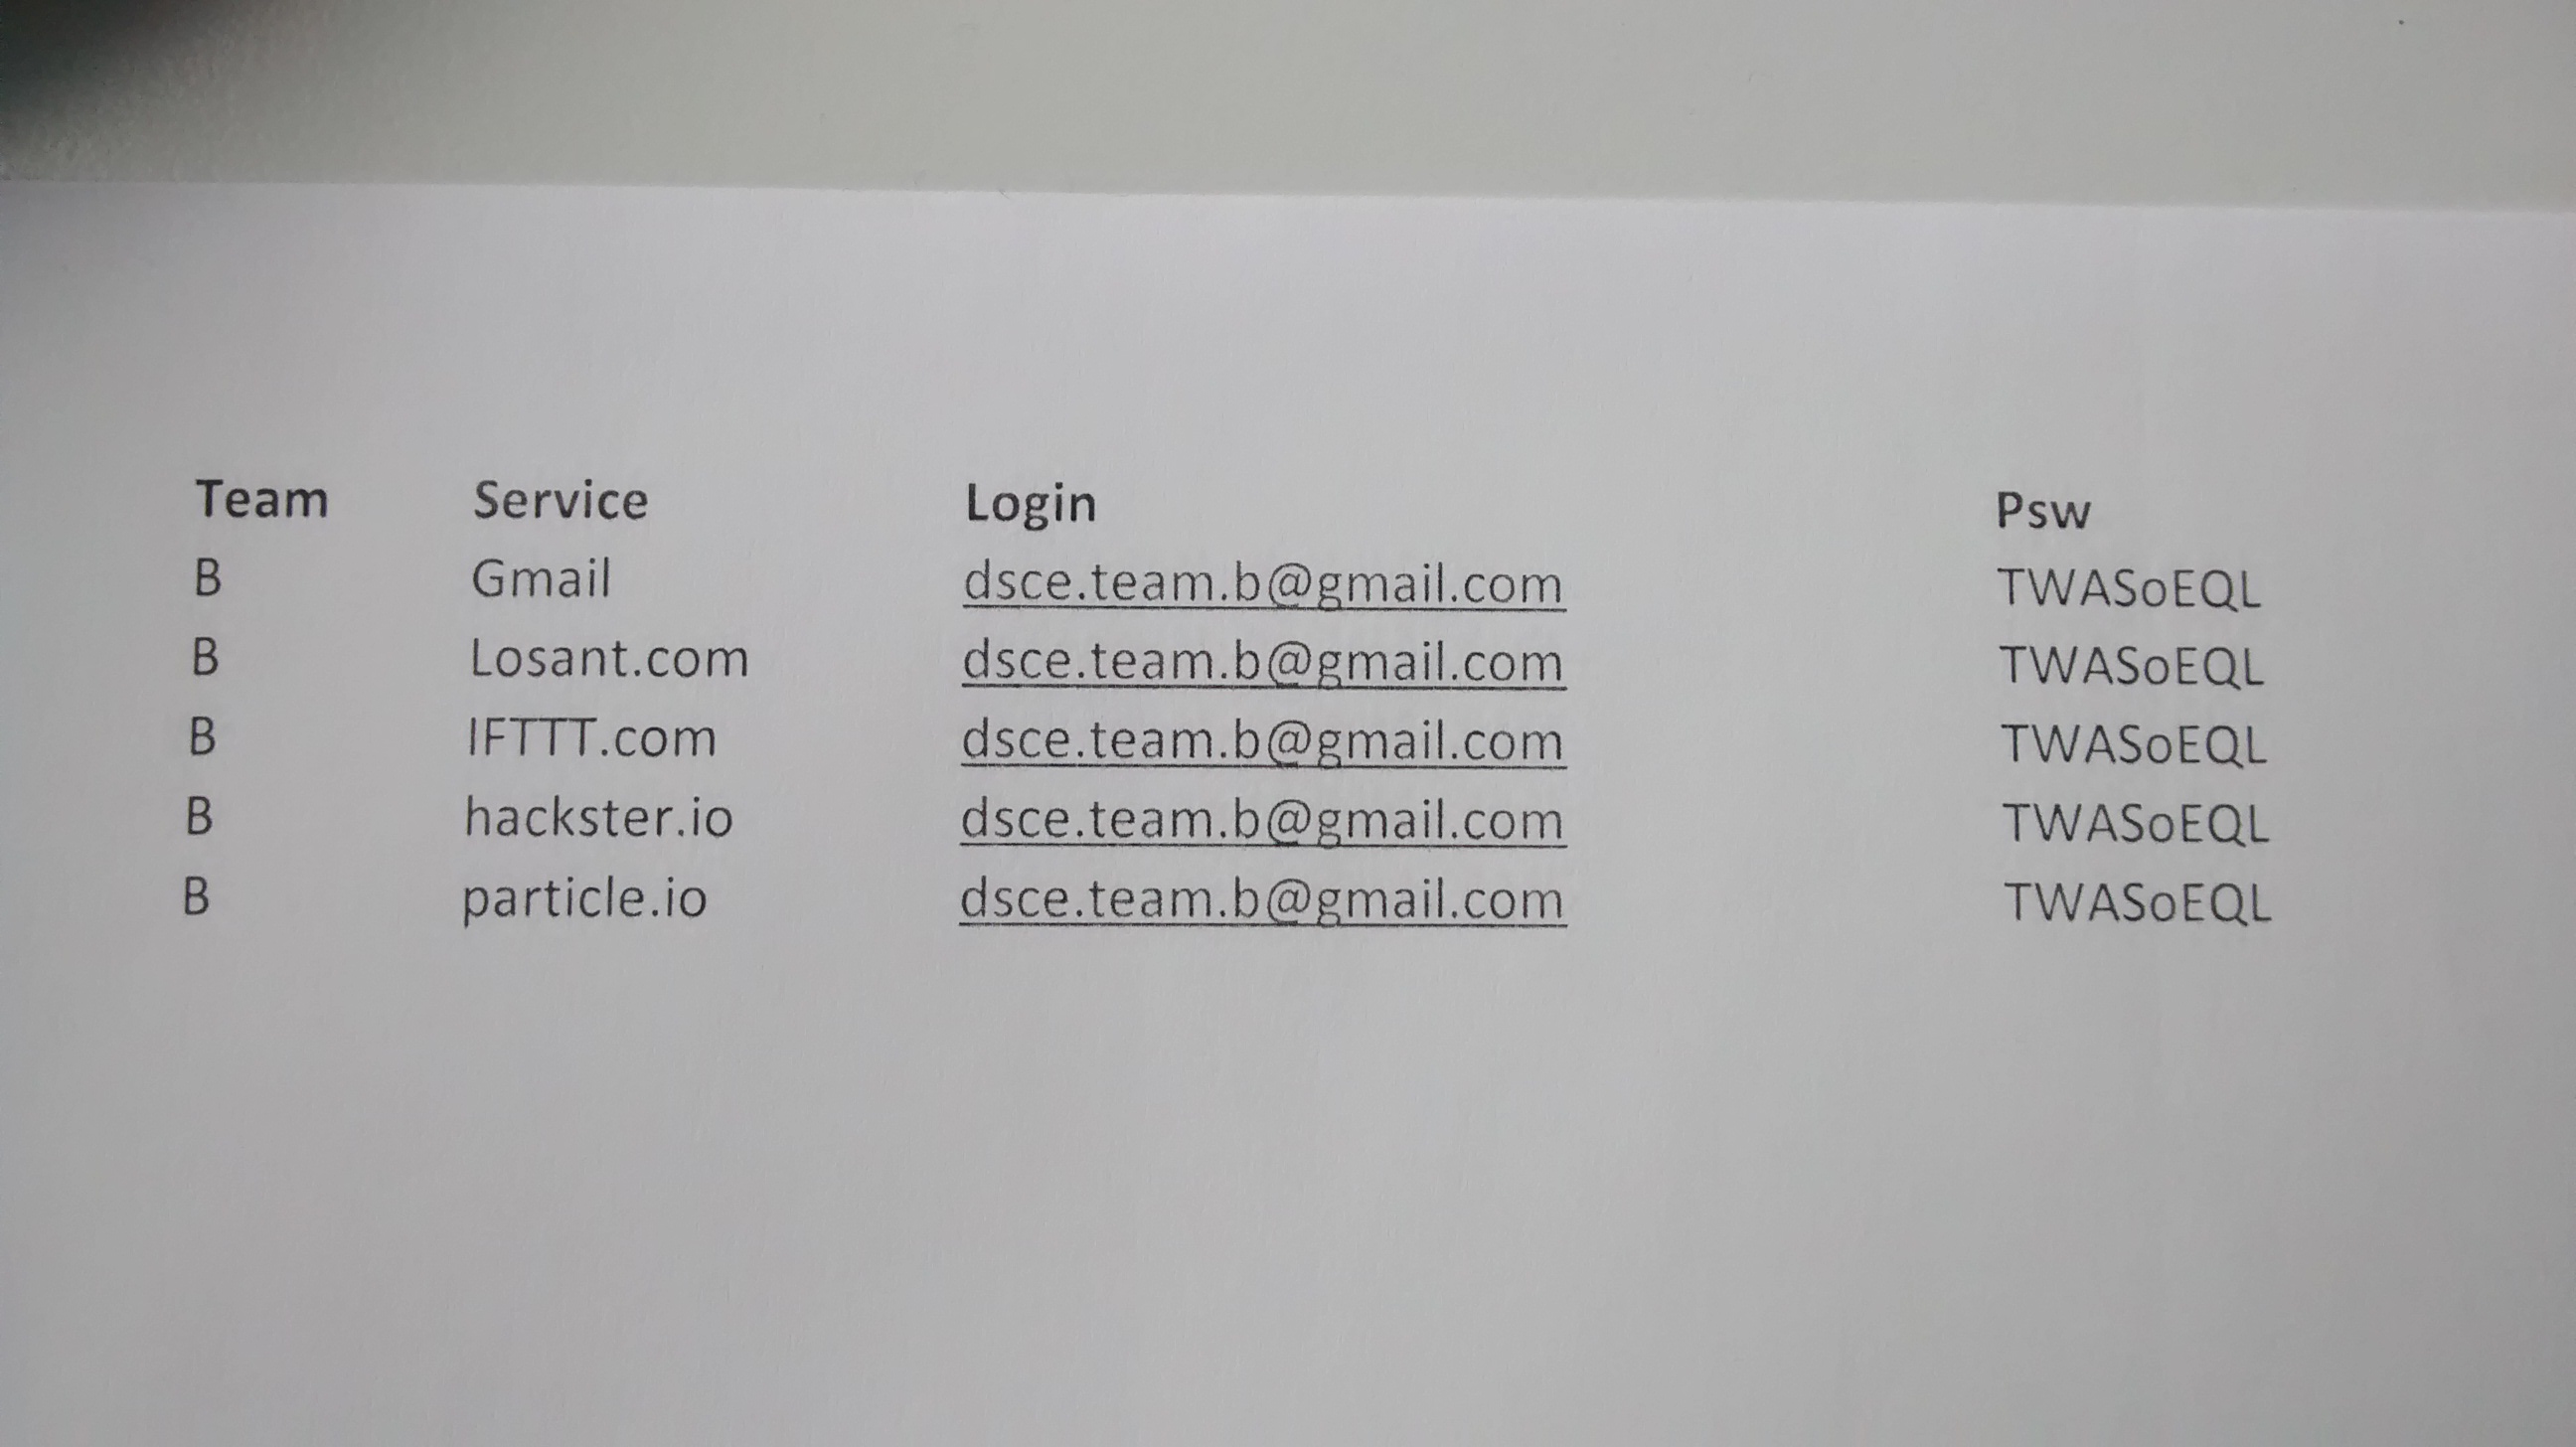 Team Service Login Psw
B Gmail dsce.team.b@gmail.com TWASoEQL
B Losant.com dsce.team.b@gmail.com TWASoEQL
B IFTTT.com dsce.team.b@gmail.com TWASoEQL
B hackster.io dsce.team.b@gmail.com TWASoEQL
B particle.io dsce.team.b@gmail.com TWASoEQL